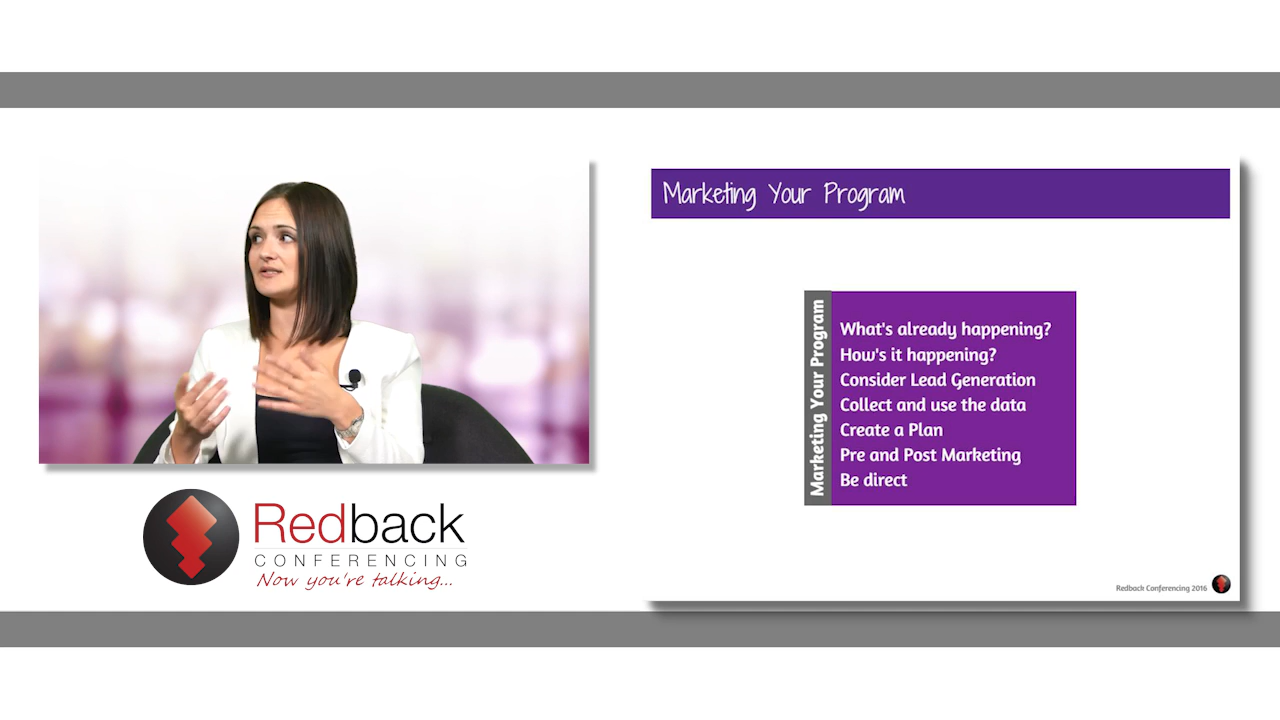 Redback
CONFERENCING
Now you're talking...
Marketing Your Program
Marketing Your Program
What's already happening?
How's it happening?
Consider Lead Generation
Collect and use the data
Create a Plan
Pre and Post Marketing
Be direct
Redback Conferencing 2016